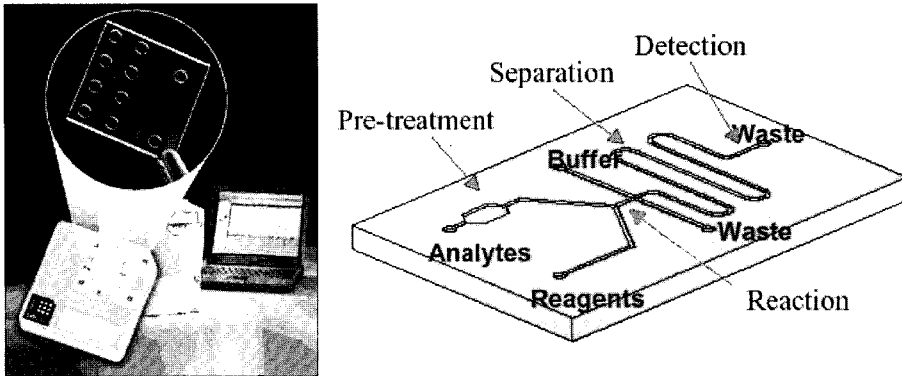 Detection
Separation
Pre-treatment
Waste
Buffer
Waste
Analytes
Reagents
Reaction